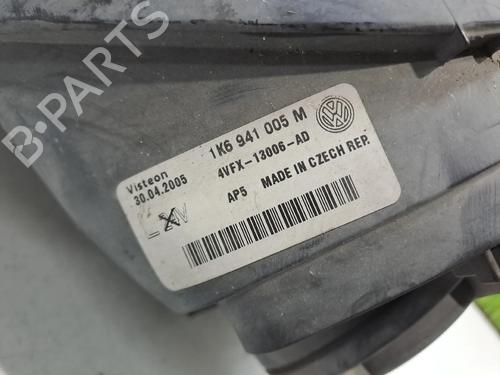 B-PARTS
Visteon
30.04.2005
1K6 941 005 M
4VFX-13006-AD
AP5 MADE IN CZECH REP.